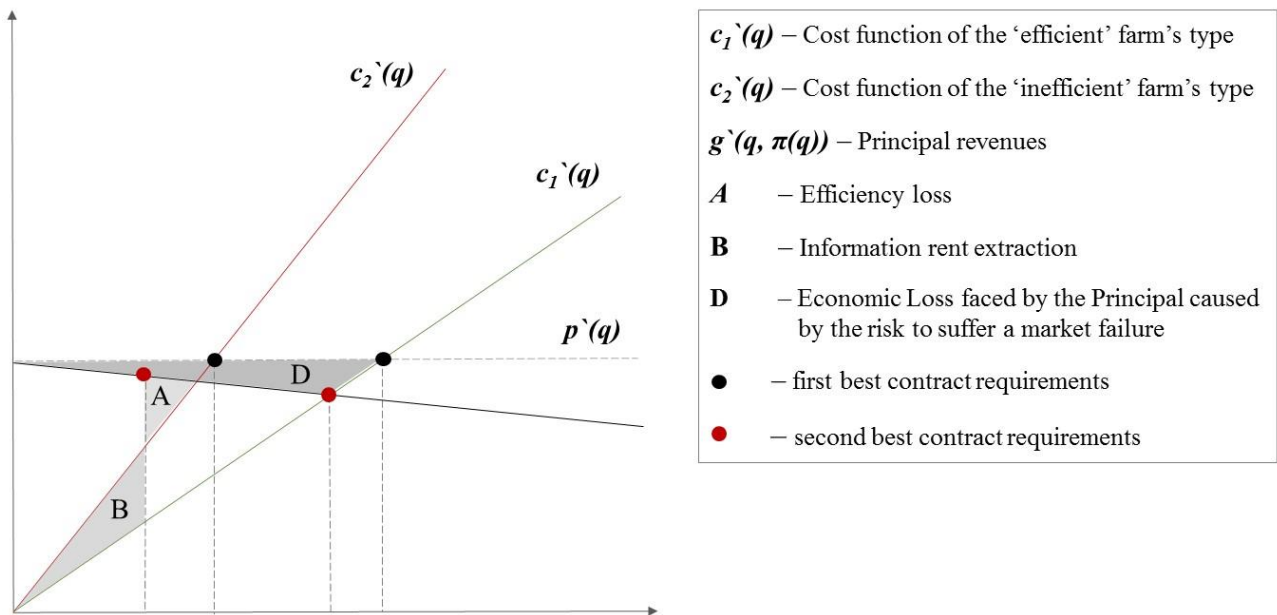 c₂`(q)
c₁`(q)
p`(q)
D
A
B
c₁`(q) – Cost function of the ‘efficient’ farm’s type
c₂`(q) – Cost function of the ‘inefficient’ farm’s type
g`(q, π(q)) – Principal revenues
A – Efficiency loss
B – Information rent extraction
D – Economic Loss faced by the Principal caused
by the risk to suffer a market failure
– first best contract requirements
– second best contract requirements